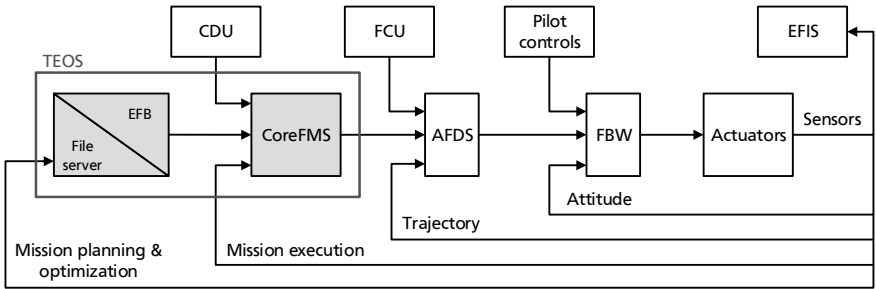 CDU
FCU
Pilot
controls
EFIS
TEOS
EFB
File
server
CoreFMS
AFDS
FBW
Actuators
Sensors
Attitude
Trajectory
Mission planning &
optimization
Mission execution